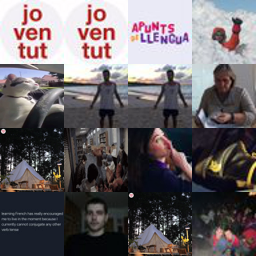 jo
ven
tut
jo
ven
tut
APUNTS
DE LLENGUA
learning French has really encouraged
me to live in the moment because i
currently cannot conjugate any other
verb tense